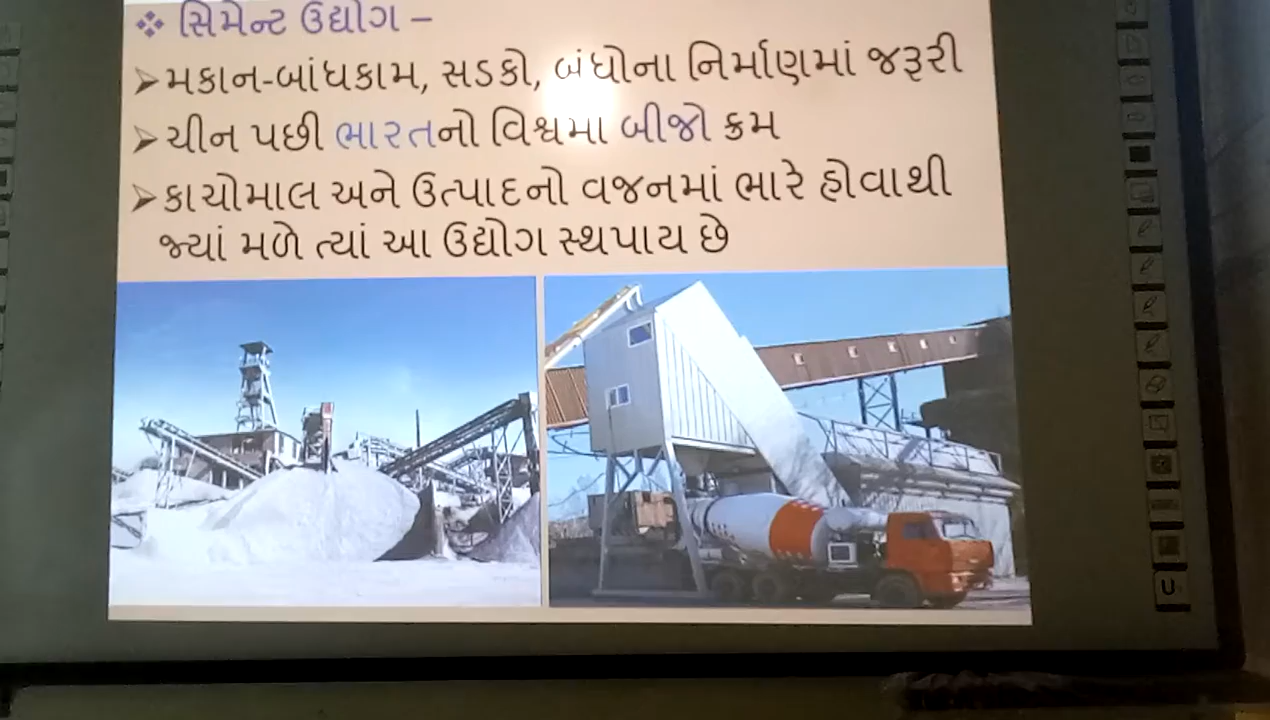 ❖ સિમેન્ટ ઉદ્યોગ –
➢ મકાન-બાંધકામ, સડકો, બંધોના નિર્માણમાં જરૂરી
➢ ચીન પછી ભારતનો વિશ્વમા બીજો ક્રમ
➢ કાચોમાલ અને ઉત્પાદનો વજનમાં ભારે હોવાથી
જ્યાં મળે ત્યાં આ ઉદ્યોગ સ્થપાય છે